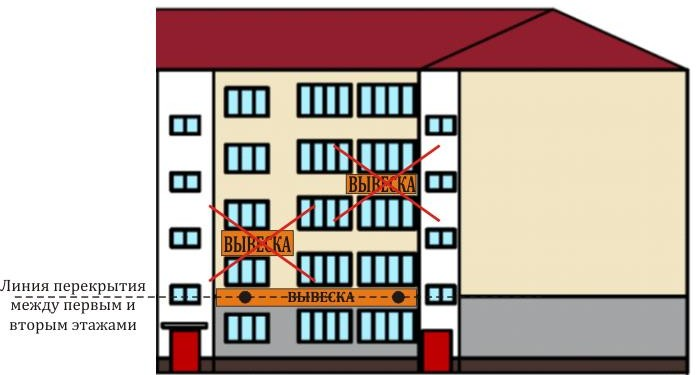 ВЫВЕСКА
ВЫВЕСКА
Линия перекрытия
между первым и
вторым этажами
ВЫВЕСКА